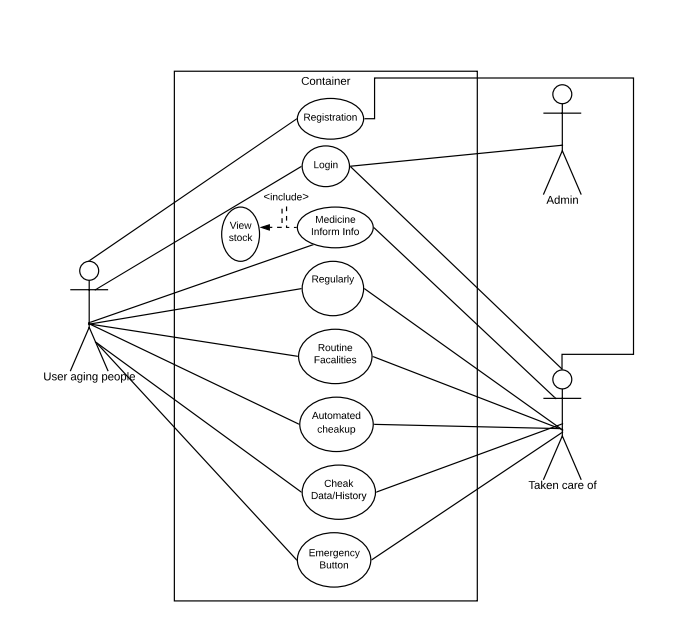 Container
Registration
Login
<include>
View
stock
Medicine
Inform Info
Regularly
Routine
Facalities
Automated
cheakup
Cheak
Data/History
Emergency
Button
User aging people
Admin
Taken care of